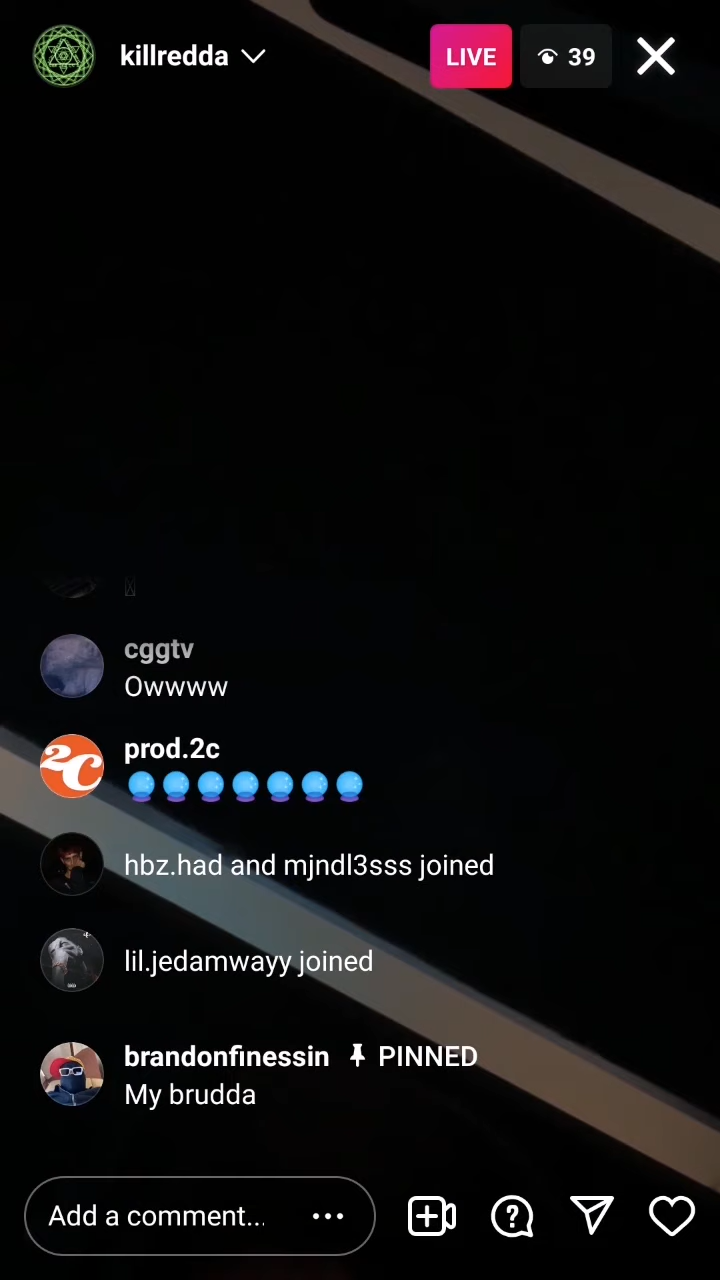 killredda
LIVE
39
cggtv
Owwww
2C
prod.2c
🔮🔮🔮🔮🔮🔮🔮
hbz.had and mjndl3sss joined
lil.jedamwayy joined
brandonfinessin PINNED
My brudda
Add a comment...